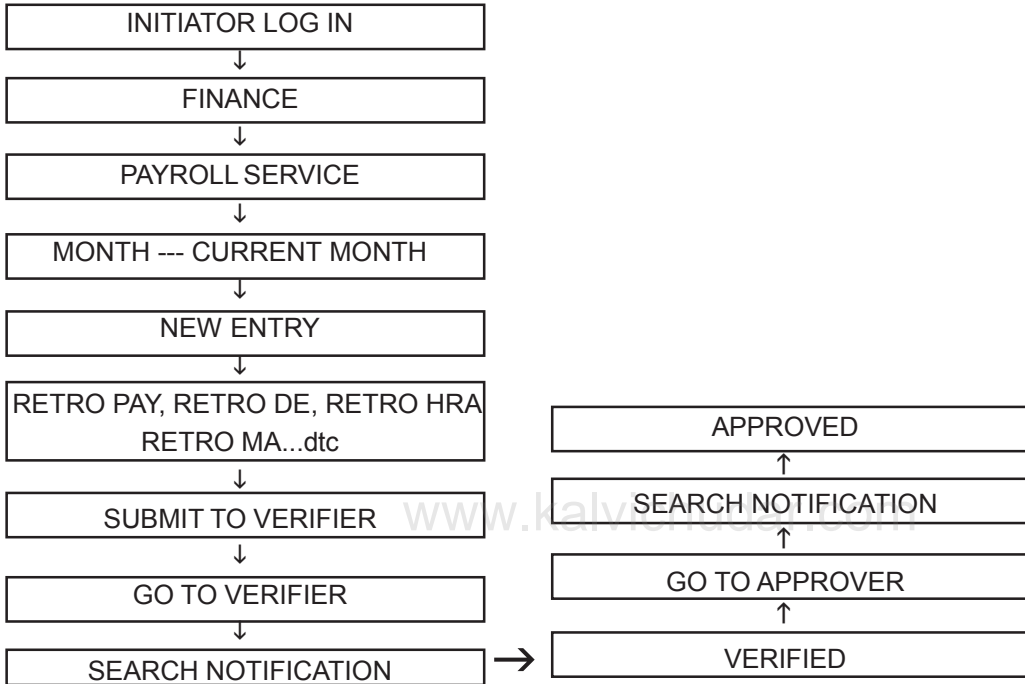 INITIATOR LOG IN
↓
FINANCE
↓
PAYROLL SERVICE
↓
MONTH --- CURRENT MONTH
↓
NEW ENTRY
↓
RETRO PAY, RETRO DE, RETRO HRA
RETRO MA...dtc
↓
SUBMIT TO VERIFIER
↓
GO TO VERIFIER
↓
SEARCH NOTIFICATION
→
VERIFIED
↑
GO TO APPROVER
↑
SEARCH NOTIFICATION
↑
APPROVED
www.kalvichudar.com